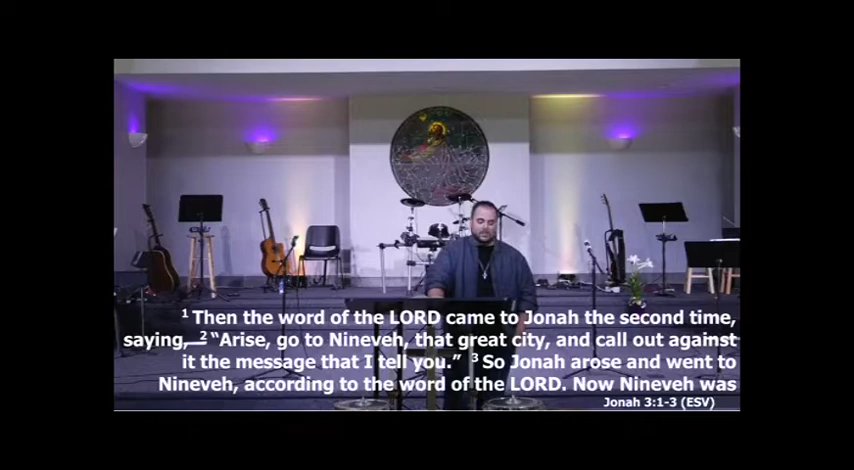 1 Then the word of the LORD came to Jonah the second time,
saying, 2 “Arise, go to Nineveh, that great city, and call out against
it the message that I tell you.” 3 So Jonah arose and went to
Nineveh, according to the word of the LORD. Now Nineveh was
Jonah 3:1-3 (ESV)